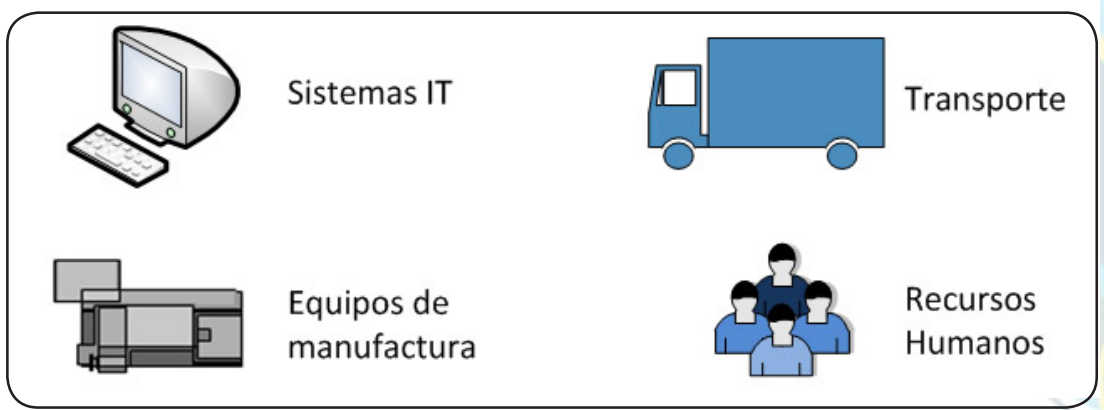 Sistemas IT
Transporte
Equipos de
manufactura
Recursos
Humanos